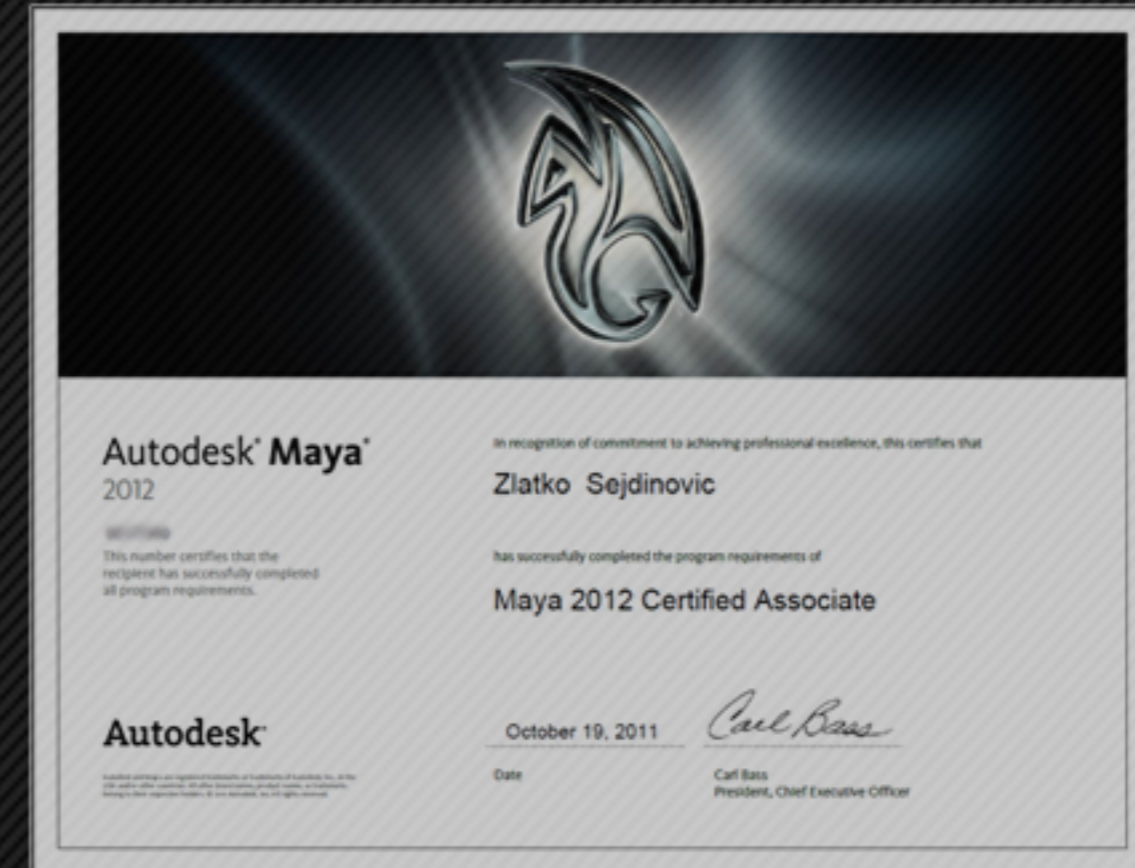 Autodesk® Maya®
2012
This number certifies that the
recipient has successfully completed
all program requirements.
In recognition of commitment to achieving professional excellence, this certifies that
Zlatko Sejdinovic
has successfully completed the program requirements of
Maya 2012 Certified Associate
Autodesk®
October 19, 2011
Carl Bass
Date
Carl Bass
President, Chief Executive Officer